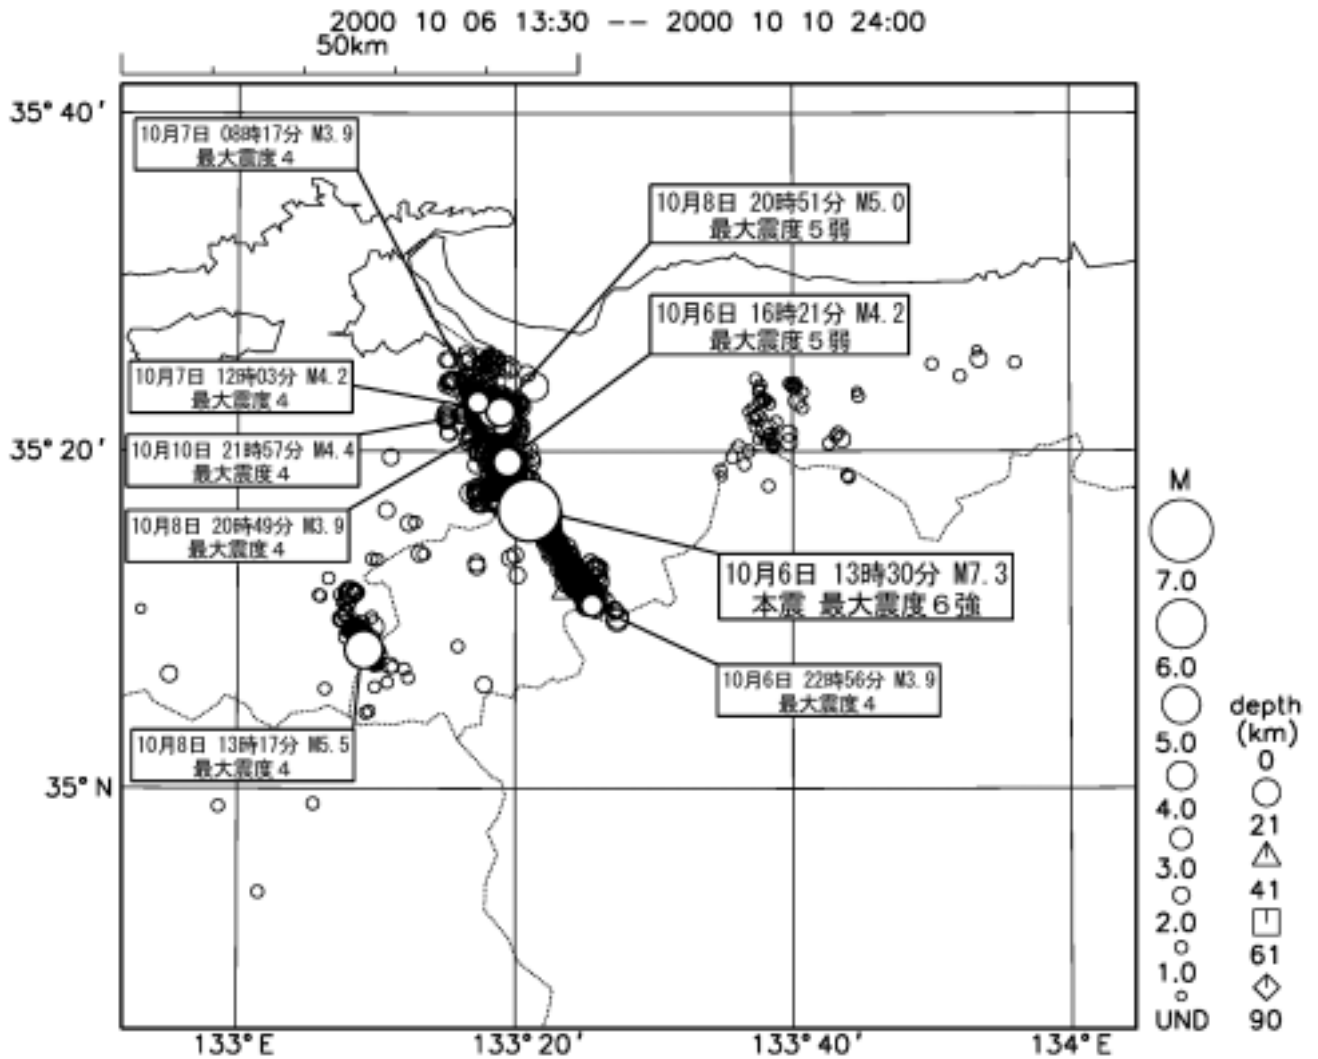 2000 10 06 13:30 -- 2000 10 10 24:00
50km
35° 40′
10月7日 08時17分 M3.9
最大震度４
10月8日 20時51分 M5.0
最大震度５弱
10月6日 16時21分 M4.2
最大震度５弱
10月7日 12時03分 M4.2
最大震度４
10月10日 21時57分 M4.4
最大震度４
35° 20′
10月8日 20時49分 M3.9
最大震度４
10月6日 13時30分 M7.3
本震 最大震度６強
10月6日 22時56分 M3.9
最大震度４
10月8日 13時17分 M5.5
最大震度４
35° N
133° E
133° 20′
133° 40′
134° E
M
7.0
6.0
5.0
4.0
3.0
2.0
1.0
UND
depth
(km)
0
21
41
61
90